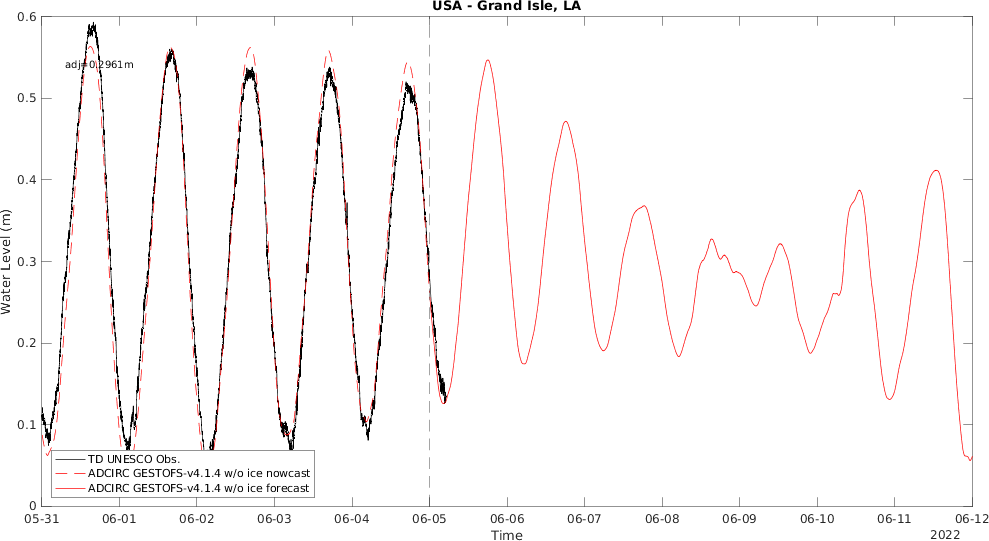 USA - Grand Isle, LA
0.6
0.5
0.4
0.3
0.2
0.1
0
Water Level (m)
adj=0.2961m
TD UNESCO Obs.
ADCIRC GESTOFS-v4.1.4 w/o ice nowcast
ADCIRC GESTOFS-v4.1.4 w/o ice forecast
05-31 06-01 06-02 06-03 06-04 06-05 06-06 06-07 06-08 06-09 06-10 06-11 06-12
Time
2022